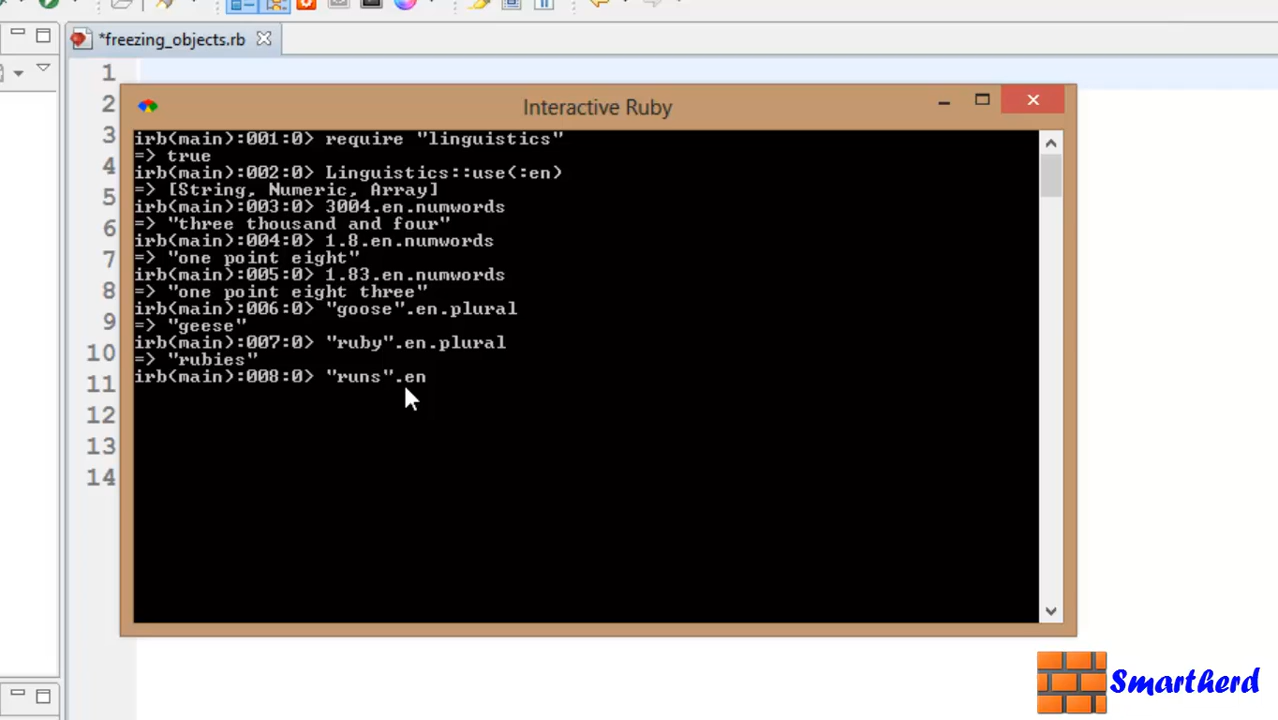 *freezing_objects.rb
1
2
3
4
5
6
7
8
9
10
11
12
13
14
Interactive Ruby
irb(main):001:0> require "linguistics"
=> true
irb(main):002:0> Linguistics::use(:en)
=> [String, Numeric, Array]
irb(main):003:0> 3004.en.numwords
=> "three thousand and four"
irb(main):004:0> 1.8.en.numwords
=> "one point eight"
irb(main):005:0> 1.83.en.numwords
=> "one point eight three"
irb(main):006:0> "goose".en.plural
=> "geese"
irb(main):007:0> "ruby".en.plural
=> "rubies"
irb(main):008:0> "runs".en
Smartherd